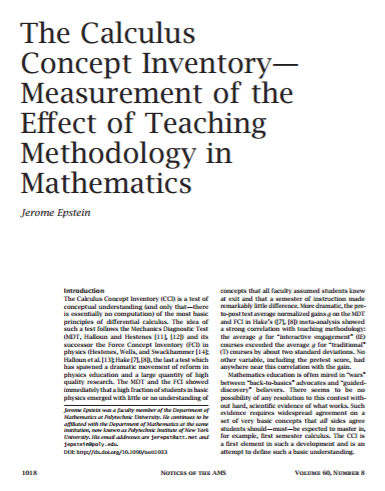 The Calculus
Concept Inventory—
Measurement of the
Effect of Teaching
Methodology in
Mathematics
Jerome Epstein
Introduction
The Calculus Concept Inventory (CCI) is a test of
conceptual understanding (and only that—there
is essentially no computation) of the most basic
principles of differential calculus. The idea of
such a test follows the Mechanics Diagnostic Test
(MDT, Halloun and Hestenes [11], [12]) and its
successor the Force Concept Inventory (FCI) in
physics (Hestenes, Wells, and Swackhammer [14];
Halloun et al. [13]; Hake [7], [8]), the last a test which
has spawned a dramatic movement of reform in
physics education and a large quantity of high
quality research. The MDT and the FCI showed
immediately that a high fraction of students in basic
physics emerged with little or no understanding of
Jerome Epstein was a faculty member of the Department of
Mathematics at Polytechnic University. He continues to be
affiliated with the Department of Mathematics at the same
institution, now known as Polytechnic Institute of New York
University. His email addresses are jerepst@att.net and
jepstein@poly.edu.
DOI: http://dx.doi.org/10.1090/noti1033
concepts that all faculty assumed students knew
at exit and that a semester of instruction made
remarkably little difference. More dramatic, the pre-
to-post test average normalized gains g on the MDT
and FCI in Hake's ([7], [8]) meta-analysis showed
a strong correlation with teaching methodology:
the average g for "interactive engagement" (IE)
courses exceeded the average g for "traditional"
(T) courses by about two standard deviations. No
other variable, including the pretest score, had
anywhere near this correlation with the gain.
Mathematics education is often mired in "wars"
between "back-to-basics" advocates and "guided-
discovery" believers. There seems to be no
possibility of any resolution to this contest with-
out hard, scientific evidence of what works. Such
evidence requires widespread agreement on a
set of very basic concepts that all sides agree
students should—must—be expected to master in,
for example, first semester calculus. The CCI is
a first element in such a development and is an
attempt to define such a basic understanding.
1018 Notices of the AMS Volume 60, Number 8